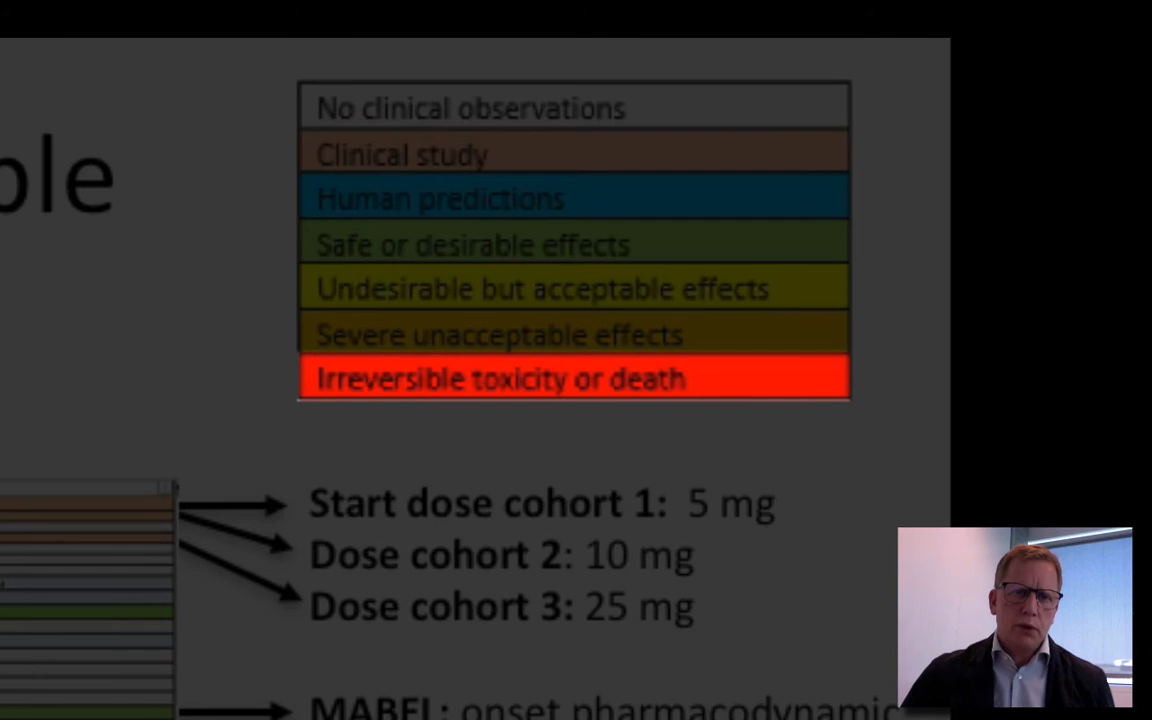 ble
No clinical observations
Clinical study
Human predictions
Safe or desirable effects
Undesirable but acceptable effects
Severe unacceptable effects
Irreversible toxicity or death
Start dose cohort 1: 5 mg
Dose cohort 2: 10 mg
Dose cohort 3: 25 mg
MABEL: onset pharmacodynamic